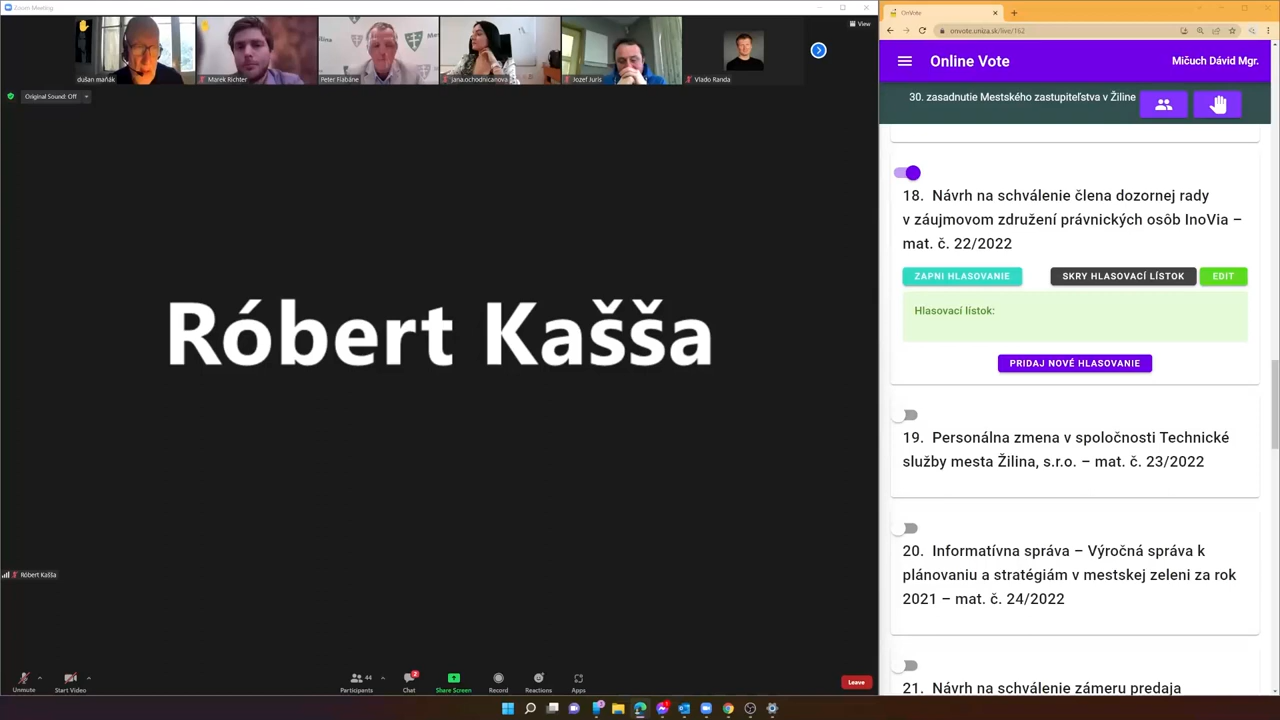 Zoom Meeting
View
dušan maňák
Marek Richter
Peter Fiabáne
jana.ochodnicanova
Jozef Juris
Vlado Randa
Original Sound: Off
Róbert Kašša
Róbert Kašša
Unmute
Start Video
Participants
44
Chat
2
Share Screen
Record
Reactions
Apps
Leave
OnVote
onvote.uniza.sk/live/162
Online Vote
Mičuch Dávid Mgr.
30. zasadnutie Mestského zastupiteľstva v Žiline
18. Návrh na schválenie člena dozornej rady
v záujmovom združení právnických osôb InoVia –
mat. č. 22/2022
ZAPNI HLASOVANIE
SKRY HLASOVACÍ LÍSTOK
EDIT
Hlasovací lístok:
PRIDAJ NOVÉ HLASOVANIE
19. Personálna zmena v spoločnosti Technické
služby mesta Žilina, s.r.o. – mat. č. 23/2022
20. Informatívna správa – Výročná správa k
plánovaniu a stratégiám v mestskej zeleni za rok
2021 – mat. č. 24/2022
21. Návrh na schválenie zámeru predaja